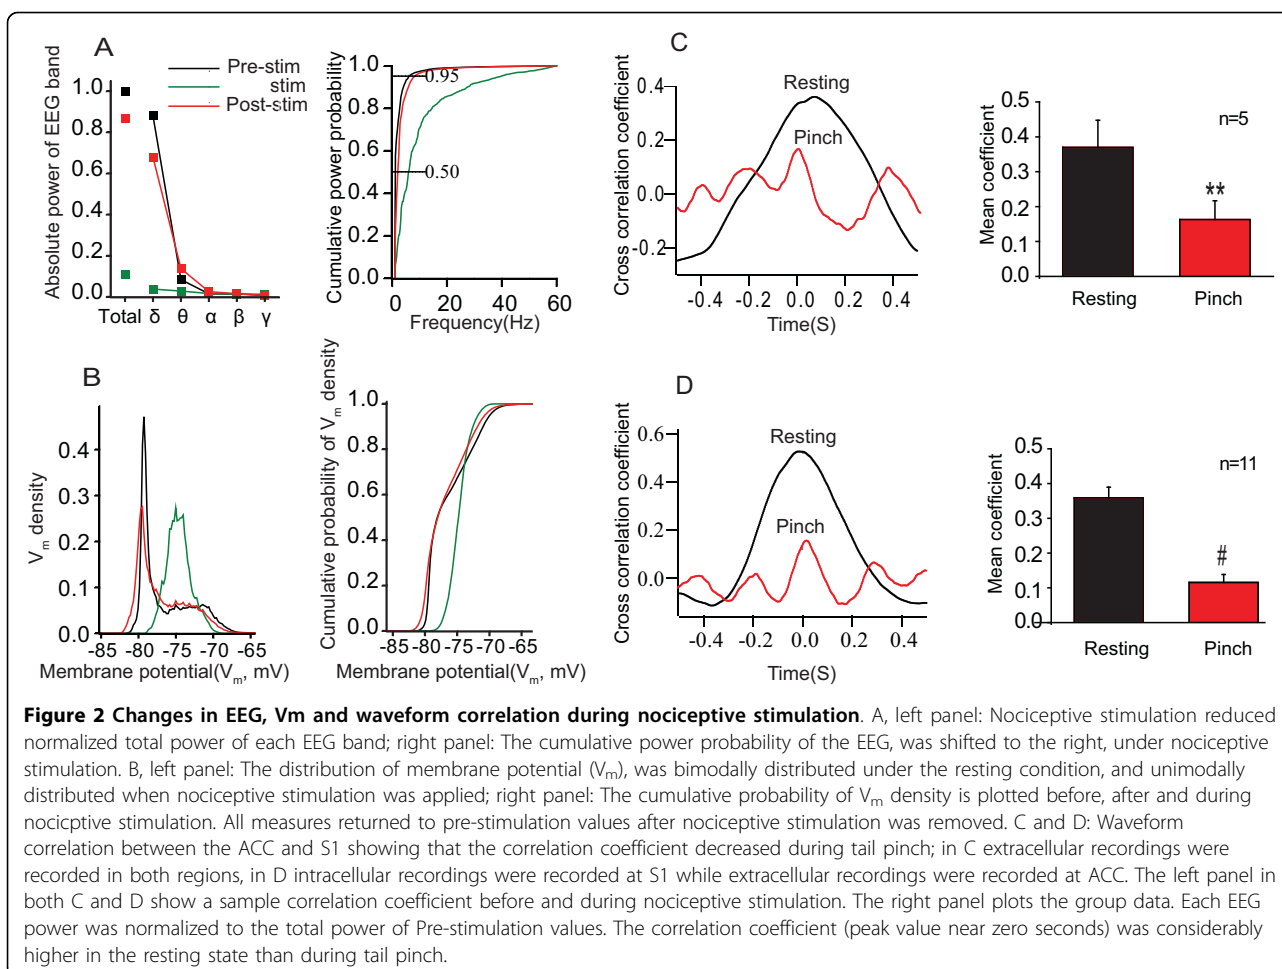 A
Pre-stim
stim
Post-stim
Absolute power of EEG band
1.0
0.8
0.6
0.4
0.2
0.0
Total δ θ α β γ
Cumulative power probability
1.0
0.8
0.6
0.4
0.2
0.0
0.95
0.50
0 20 40 60
Frequency(Hz)
C
Cross correlation coefficient
0.4
0.2
0.0
-0.2
Resting
Pinch
-0.4 -0.2 0.0 0.2 0.4
Time(S)
Mean coefficient
0.5
0.4
0.3
0.2
0.1
0.0
n=5
**
Resting Pinch
B
Vm density
0.4
0.3
0.2
0.1
0.0
-85 -80 -75 -70 -65
Membrane potential(Vm, mV)
Cumulative probability of Vm density
1.0
0.8
0.6
0.4
0.2
0.0
-85 -80 -75 -70 -65
Membrane potential(Vm, mV)
D
Cross correlation coefficient
0.6
0.4
0.2
0.0
Resting
Pinch
-0.4 -0.2 0.0 0.2 0.4
Time(S)
Mean coefficient
0.5
0.4
0.3
0.2
0.1
0.0
n=11
#
Resting Pinch
Figure 2 Changes in EEG, Vm and waveform correlation during nociceptive stimulation. A, left panel: Nociceptive stimulation reduced
normalized total power of each EEG band; right panel: The cumulative power probability of the EEG, was shifted to the right, under nociceptive
stimulation. B, left panel: The distribution of membrane potential (Vm), was bimodally distributed under the resting condition, and unimodally
distributed when nociceptive stimulation was applied; right panel: The cumulative probability of Vm density is plotted before, after and during
nocicptive stimulation. All measures returned to pre-stimulation values after nociceptive stimulation was removed. C and D: Waveform
correlation between the ACC and S1 showing that the correlation coefficient decreased during tail pinch; in C extracellular recordings were
recorded in both regions, in D intracellular recordings were recorded at S1 while extracellular recordings were recorded at ACC. The left panel in
both C and D show a sample correlation coefficient before and during nociceptive stimulation. The right panel plots the group data. Each EEG
power was normalized to the total power of Pre-stimulation values. The correlation coefficient (peak value near zero seconds) was considerably
higher in the resting state than during tail pinch.